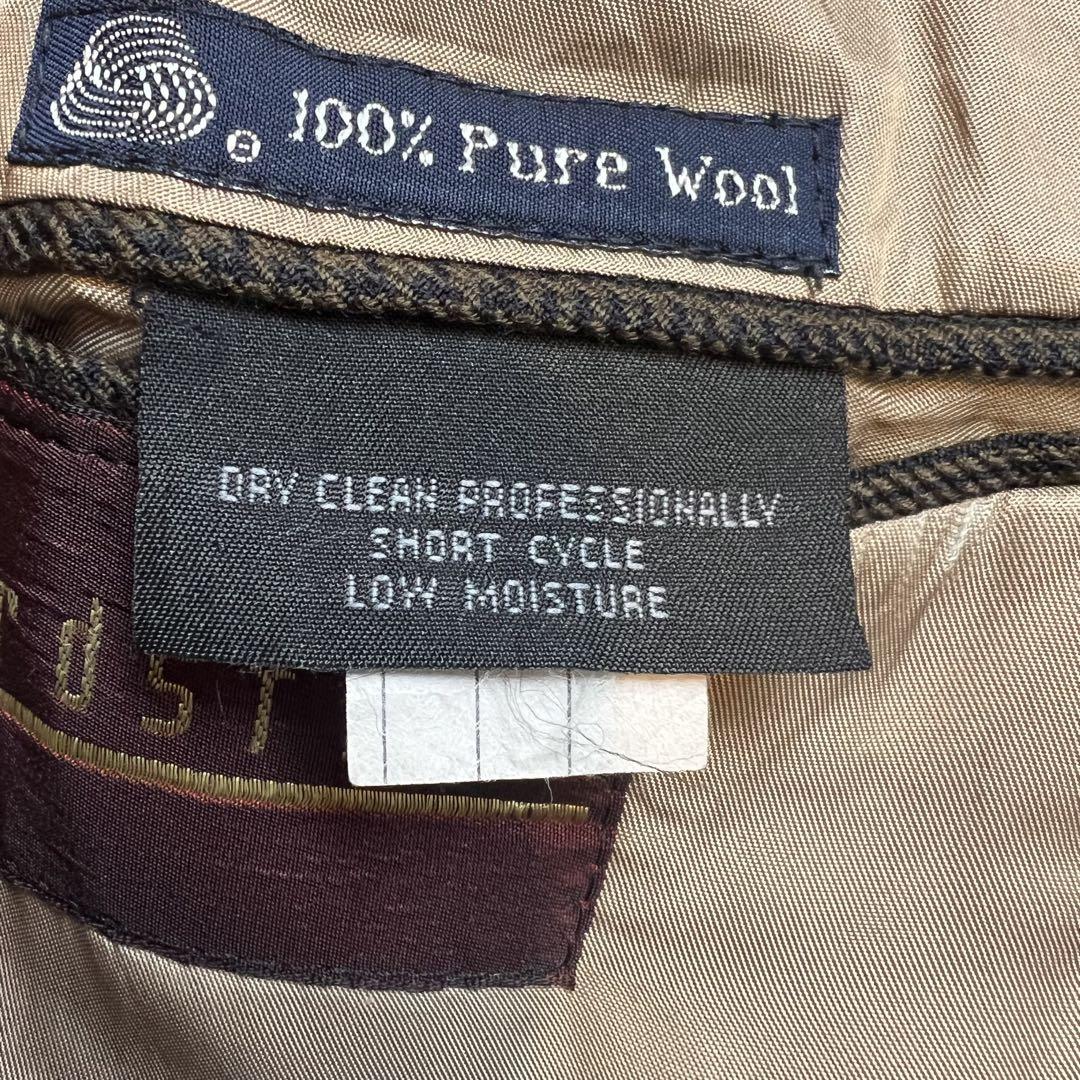 ® 100% Pure Wool
DRY CLEAN PROFESSIONALLY
SHORT CYCLE
LOW MOISTURE